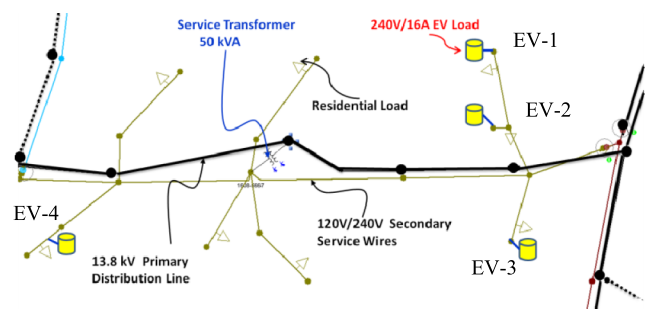 Service Transformer
50 kVA
240V/16A EV Load
EV-1
Residential Load
EV-2
EV-4
120V/240V Secondary
Service Wires
13.8 kV Primary
Distribution Line
EV-3